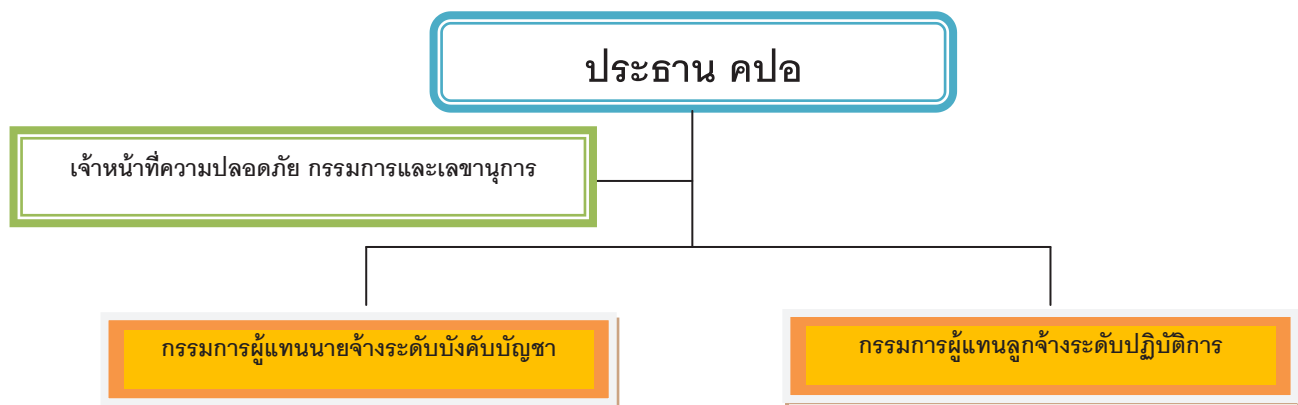 ประธาน คปอ
เจ้าหน้าที่ความปลอดภัย กรรมการและเลขานุการ
กรรมการผู้แทนนายจ้างระดับบังคับบัญชา
กรรมการผู้แทนลูกจ้างระดับปฏิบัติการ